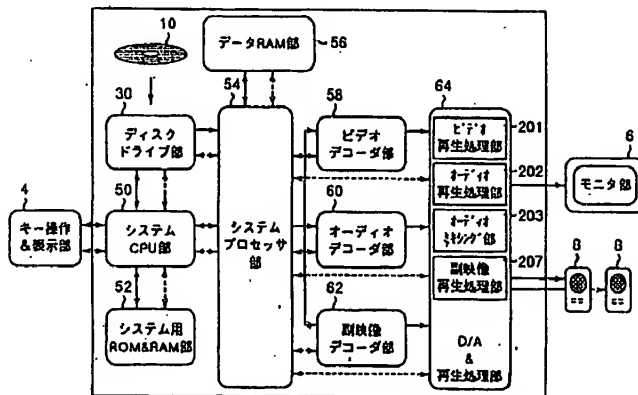 10
データRAM部
56
30
ディスク
ドライブ部
54
システム
プロセッサ
部
58
ビデオ
デコーダ部
64
ビデオ
再生処理部
201
オーディオ
再生処理部
202
オーディオ
ミキシング部
203
副映像
再生処理部
207
D/A
&
再生処理部
6
モニタ部
4
キー操作
&表示部
50
システム
CPU部
60
オーディオ
デコーダ部
52
システム用
ROM&RAM部
62
副映像
デコーダ部
8
8